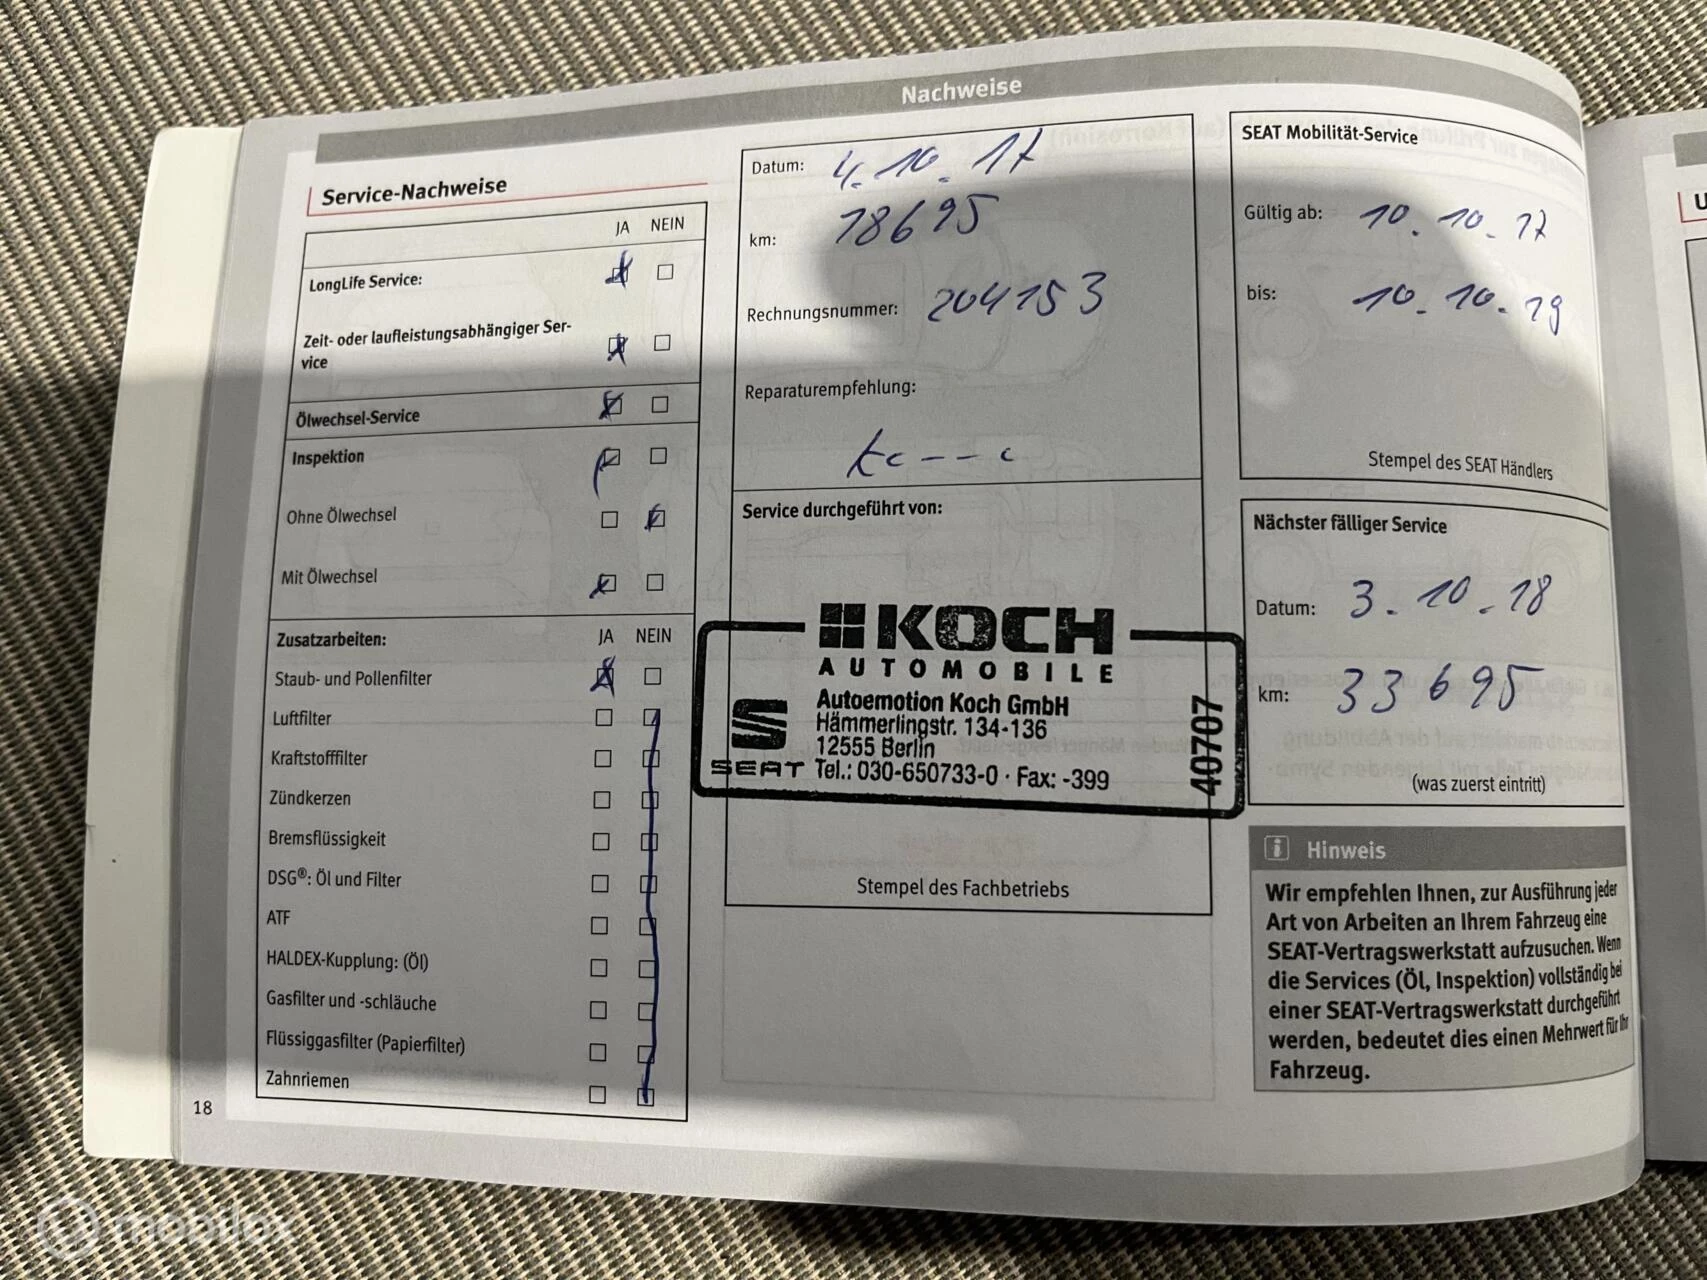 Nachweise
Service-Nachweise
JA NEIN
LongLife Service:
Zeit- oder laufleistungsabhängiger Ser-
vice
Ölwechsel-Service
Inspektion
Ohne Ölwechsel
Mit Ölwechsel
Zusatzarbeiten: JA NEIN
Staub- und Pollenfilter
Luftfilter
Kraftstofffilter
Zündkerzen
Bremsflüssigkeit
DSG®: Öl und Filter
ATF
HALDEX-Kupplung: (Öl)
Gasfilter und -schläuche
Flüssiggasfilter (Papierfilter)
Zahnriemen
18
Datum: 4.10.17
km: 18695
Rechnungsnummer: 204153
Reparaturempfehlung:
Service durchgeführt von:
KOCH
AUTOMOBILE
Autoemotion Koch GmbH
Hämmerlingstr. 134-136
12555 Berlin
SEAT Tel.: 030-650733-0 · Fax: -399
40707
Stempel des Fachbetriebs
SEAT Mobilität-Service
Gültig ab: 10.10.17
bis: 10.10.19
Stempel des SEAT Händlers
Nächster fälliger Service
Datum: 3.10.18
km: 33695
(was zuerst eintritt)
Hinweis
Wir empfehlen Ihnen, zur Ausführung jeder
Art von Arbeiten an Ihrem Fahrzeug eine
SEAT-Vertragswerkstatt aufzusuchen. Wenn
die Services (Öl, Inspektion) vollständig bei
einer SEAT-Vertragswerkstatt durchgeführt
werden, bedeutet dies einen Mehrwert für Ihr
Fahrzeug.
mobilox